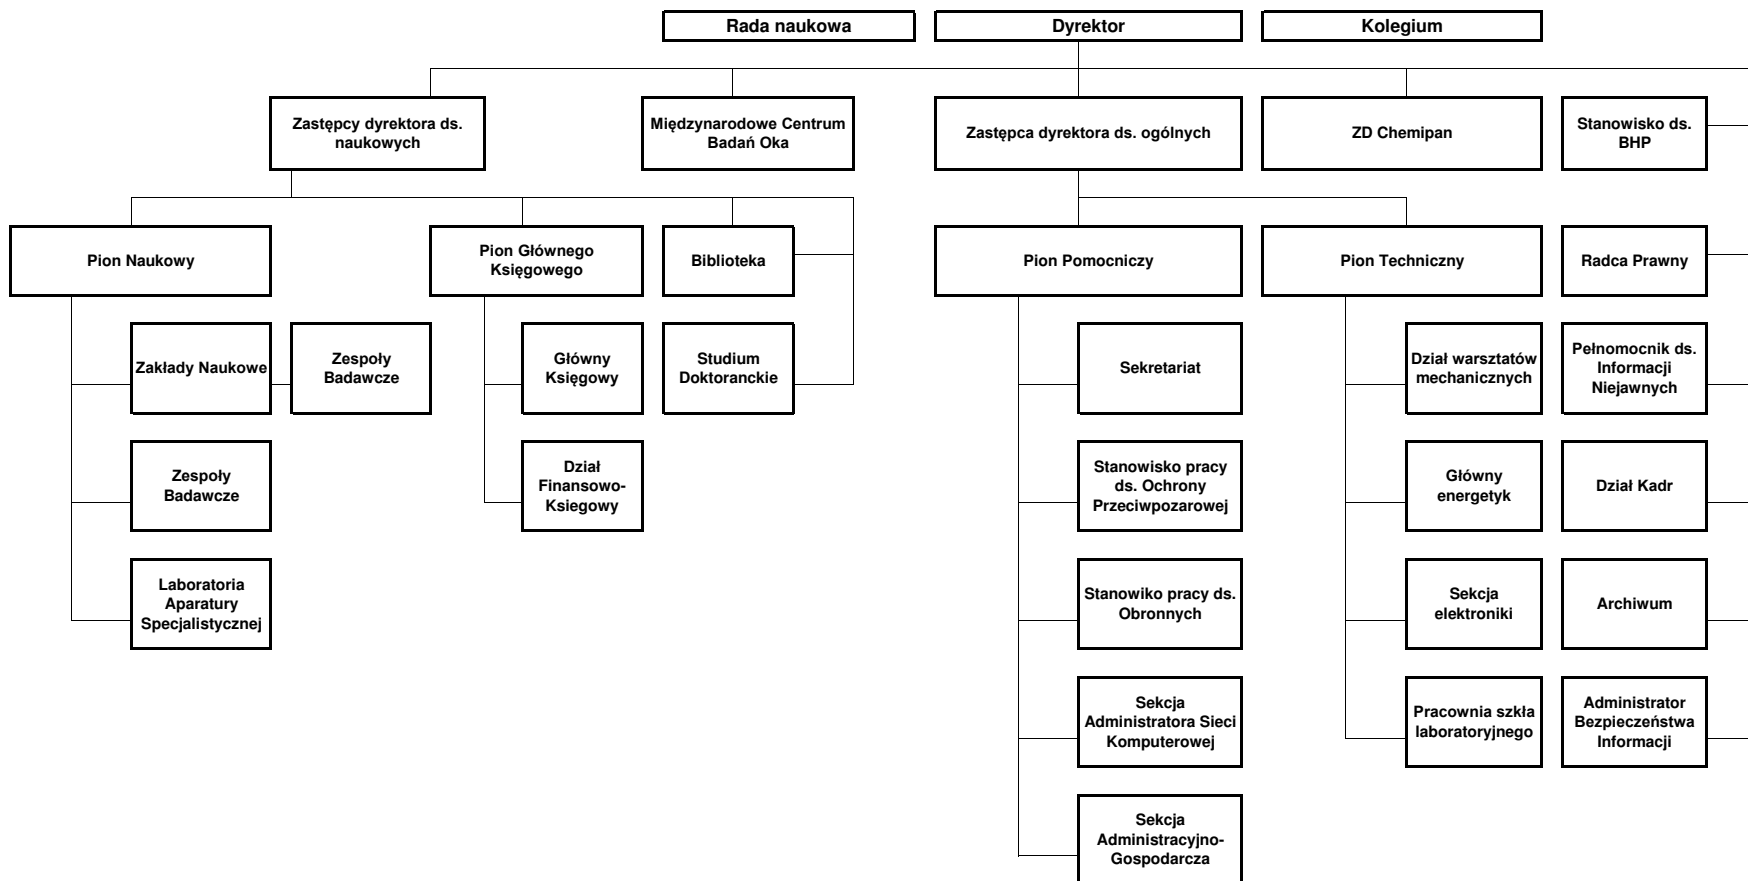 Rada naukowa
Dyrektor
Kolegium
Zastępcy dyrektora ds.
naukowych
Międzynarodowe Centrum
Badań Oka
Zastępca dyrektora ds. ogólnych
ZD Chemipan
Stanowisko ds.
BHP
Pion Naukowy
Pion Głównego
Księgowego
Biblioteka
Pion Pomocniczy
Pion Techniczny
Radca Prawny
Zakłady Naukowe
Zespoły
Badawcze
Główny
Księgowy
Studium
Doktoranckie
Sekretariat
Dział warsztatów
mechanicznych
Pełnomocnik ds.
Informacji
Niejawnych
Zespoły
Badawcze
Dział
Finansowo-
Ksiegowy
Stanowisko pracy
ds. Ochrony
Przeciwpozarowej
Główny
energetyk
Dział Kadr
Laboratoria
Aparatury
Specjalistycznej
Stanowiko pracy ds.
Obronnych
Sekcja
elektroniki
Archiwum
Sekcja
Administratora Sieci
Komputerowej
Pracownia szkła
laboratoryjnego
Administrator
Bezpieczeństwa
Informacji
Sekcja
Administracyjno-
Gospodarcza